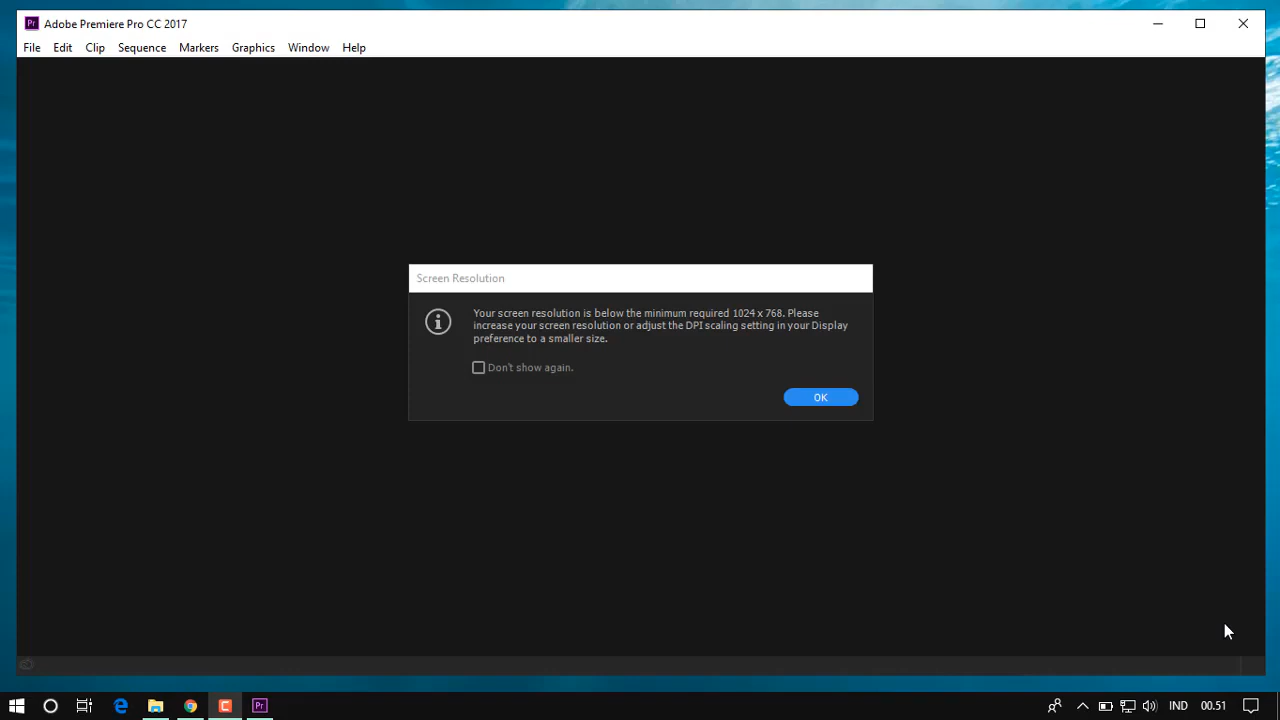 Pr Adobe Premiere Pro CC 2017
File Edit Clip Sequence Markers Graphics Window Help
Screen Resolution
Your screen resolution is below the minimum required 1024 x 768. Please
increase your screen resolution or adjust the DPI scaling setting in your Display
preference to a smaller size.
Don't show again.
OK
Pr IND 00.51